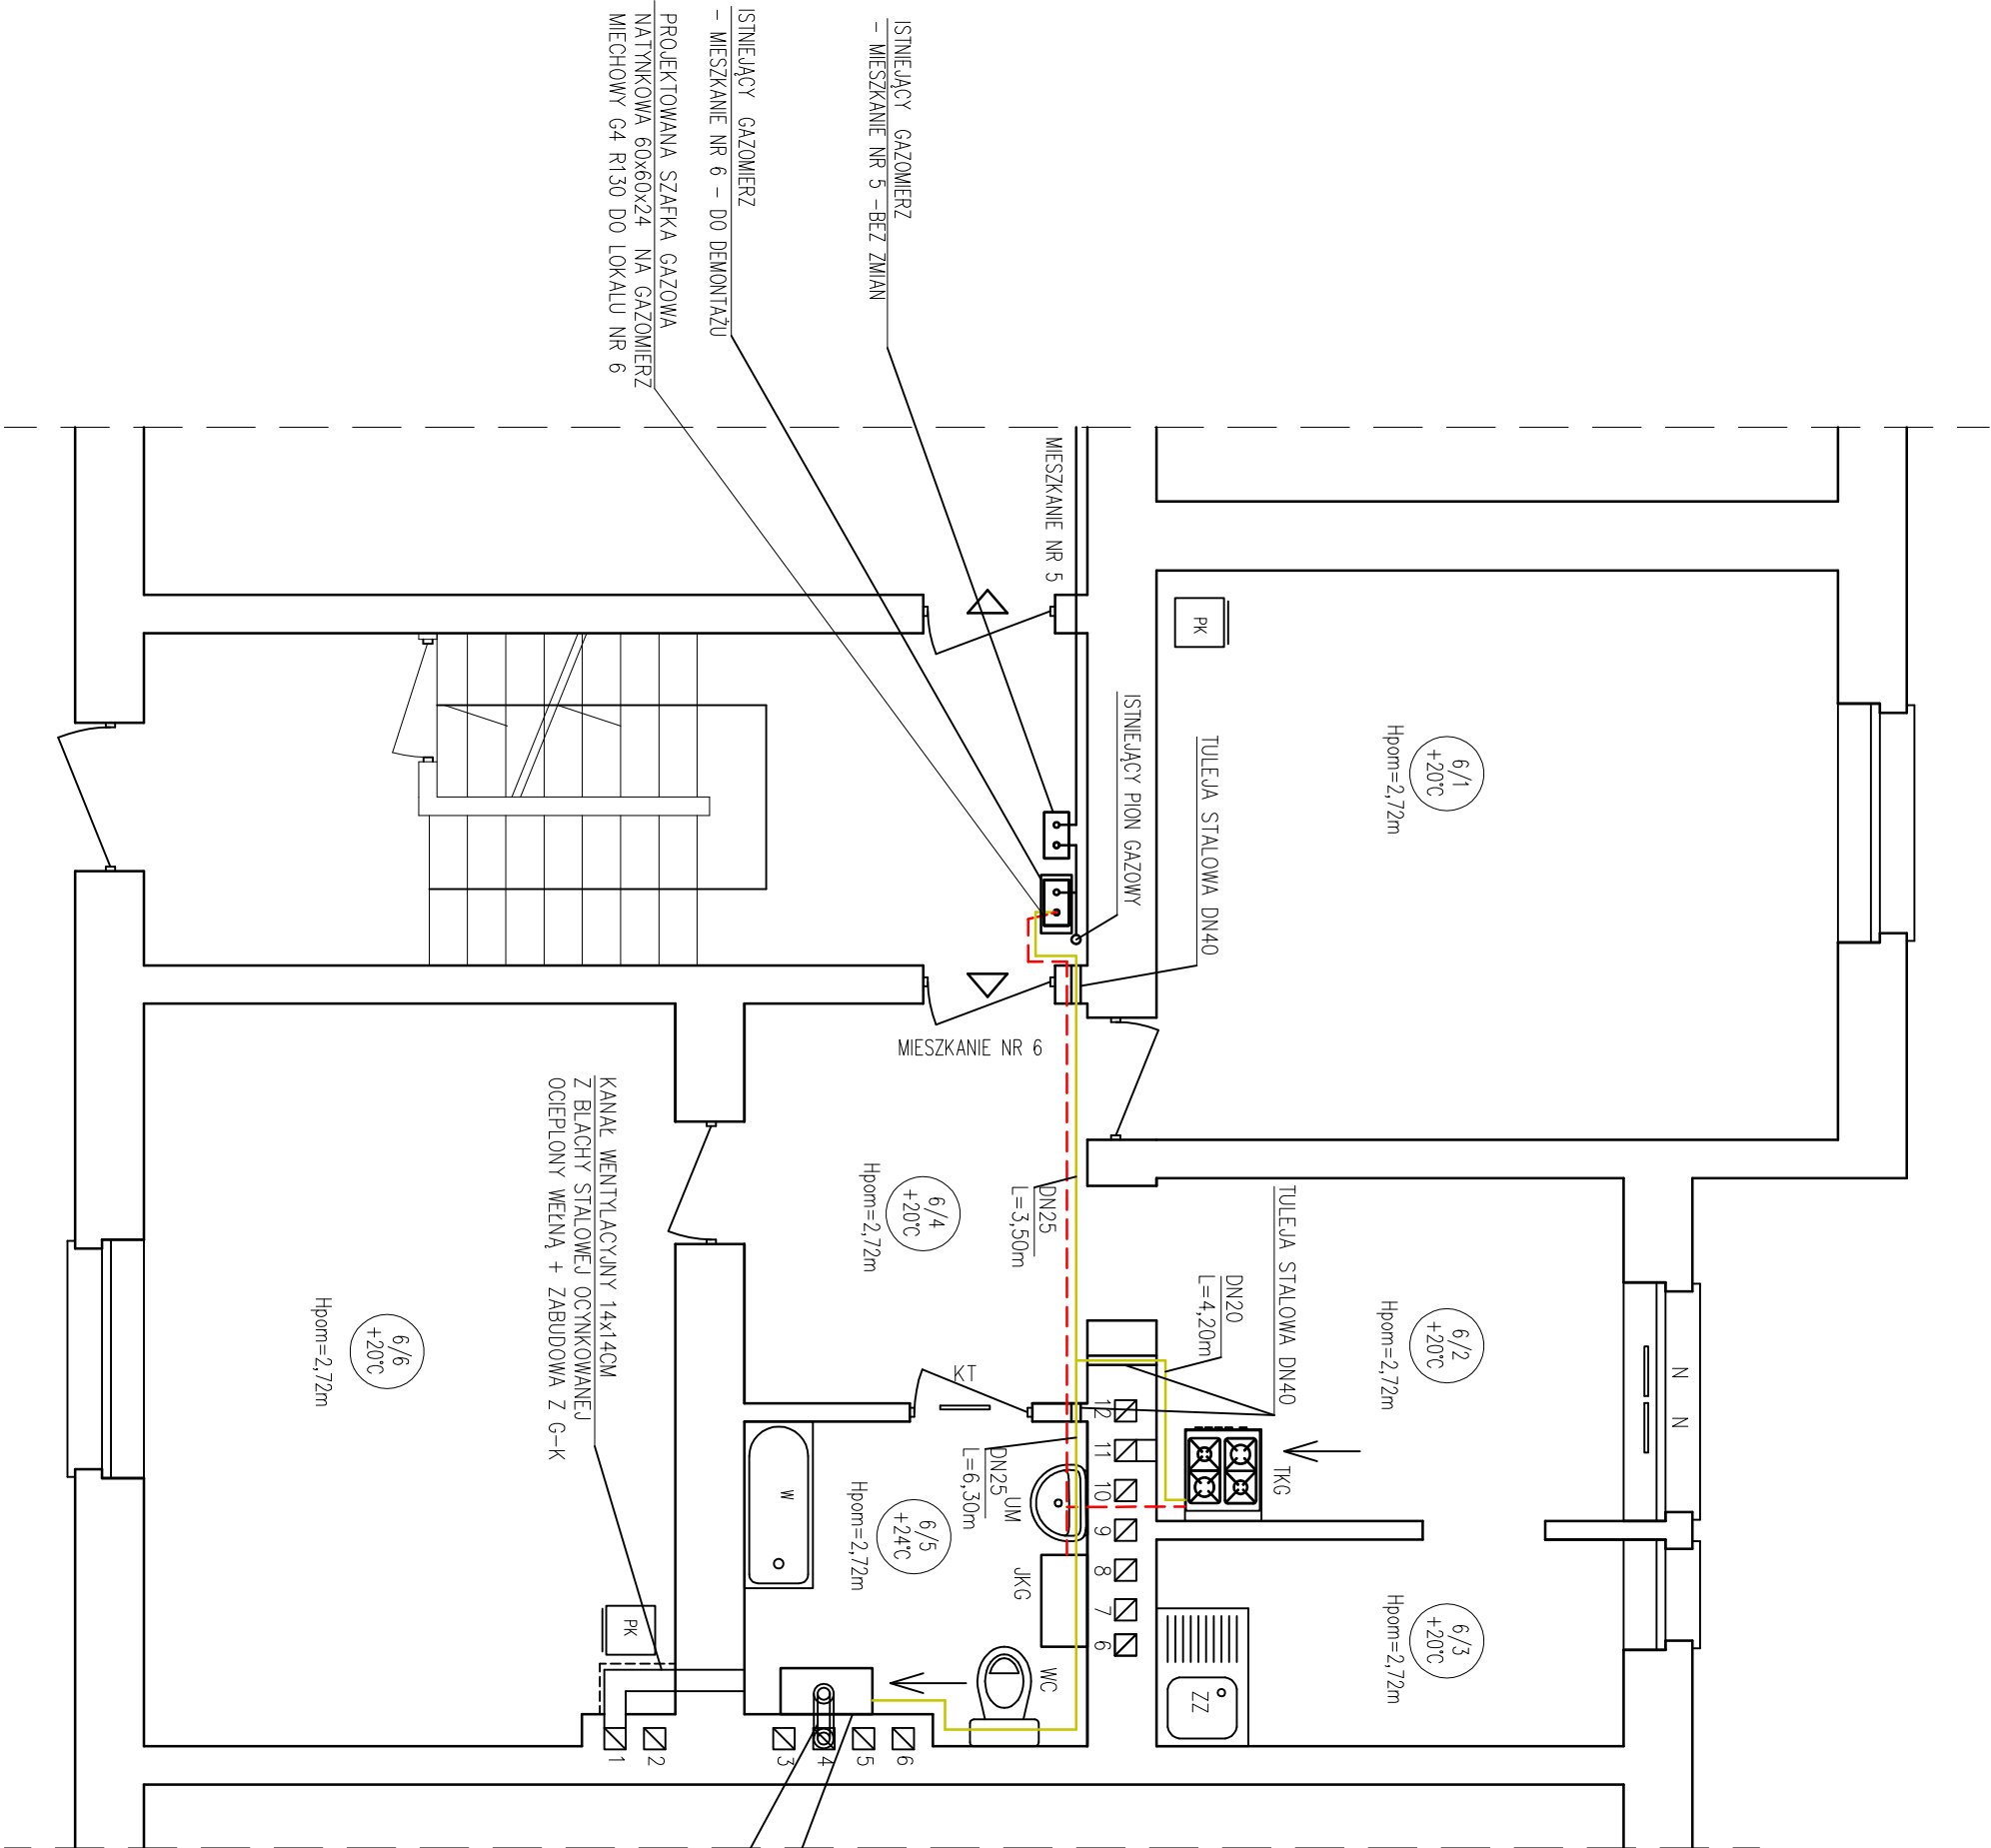 ISTNIEJĄCY GAZOMIERZ
- MIESZKANIE NR 5 -BEZ ZMIAN
ISTNIEJĄCY GAZOMIERZ
- MIESZKANIE NR 6 - DO DEMONTAŻU
PROJEKTOWANA SZAFKA GAZOWA
NATYNKOWA 60x60x24 NA GAZOMIERZ
MIECHOWY G4 R130 DO LOKALU NR 6
MIESZKANIE NR 5
PK
ISTNIEJĄCY PION GAZOWY
TULEJA STALOWA DN40
6/1
+20°C
Hpom=2,72m
MIESZKANIE NR 6
KANAŁ WENTYLACYJNY 14x14CM
Z BLACHY STALOWEJ OCYNKOWANEJ
OCIEPLONY WEŁNĄ + ZABUDOWA Z G-K
6/4
+20°C
Hpom=2,72m
DN25
L=3,50m
TULEJA STALOWA DN40
DN20
L=4,20m
6/2
+20°C
Hpom=2,72m
N
N
6/6
+20°C
Hpom=2,72m
KT
DN25
L=6,30m
UM
TKG
W
6/5
+24°C
Hpom=2,72m
JKG
WC
12
11
10
9
8
7
6
6/3
+20°C
Hpom=2,72m
ZZ
PK
1
2
3
4
5
6